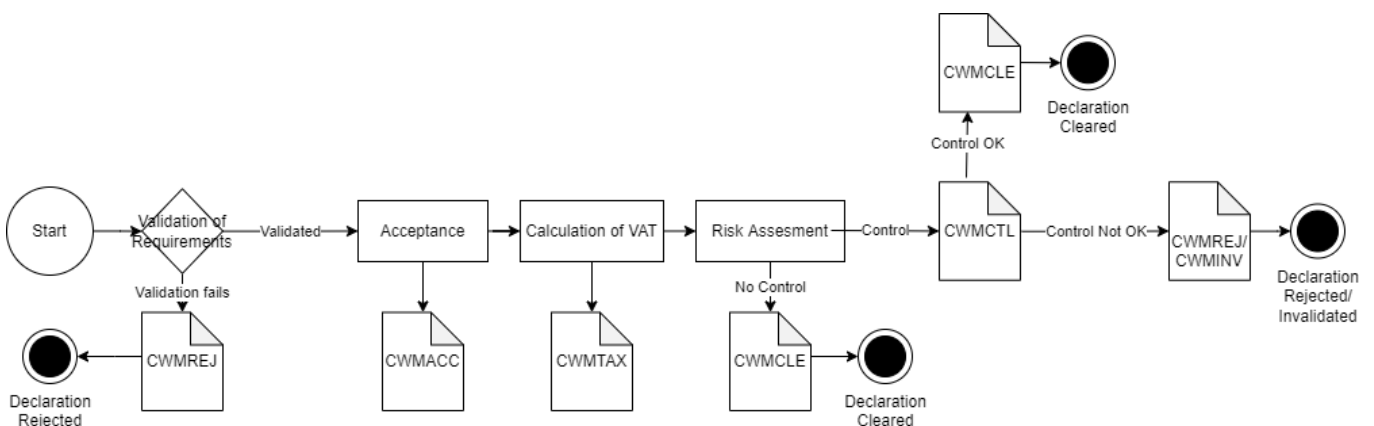 CWMCLE
Declaration
Cleared
Control OK
Start
Validation of
Requirements
Validated
Acceptance
Calculation of VAT
Risk Assesment
Control
CWMCTL
Control Not OK
CWMREJ/
CWMINV
Declaration
Rejected/
Invalidated
Validation fails
No Control
CWMREJ
CWMACC
CWMTAX
CWMCLE
Declaration
Rejected
Declaration
Cleared